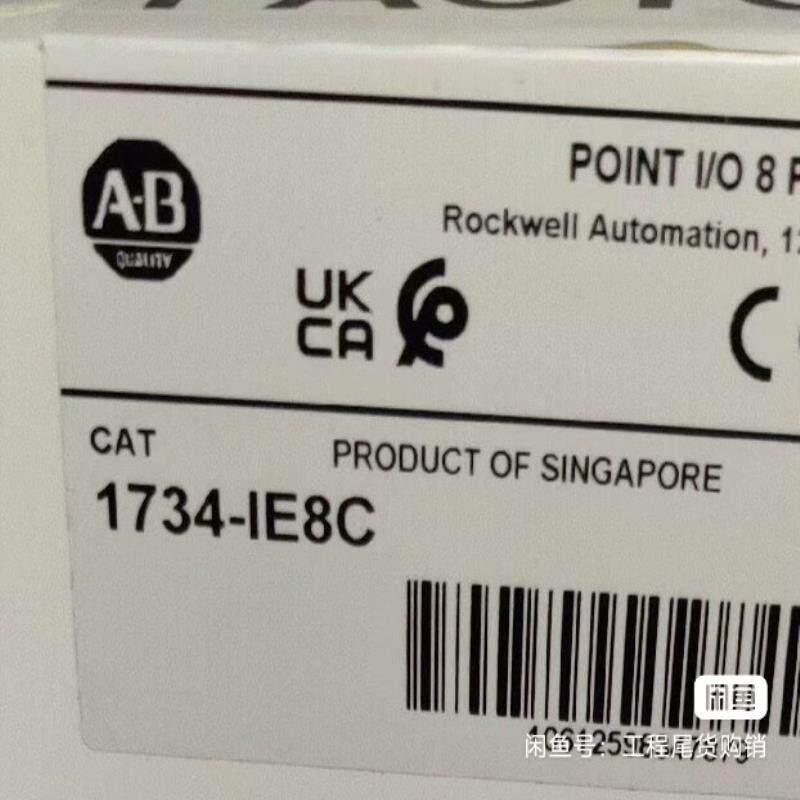 A-B
QUALITY
POINT I/O 8
Rockwell Automation,
UK
CA
CE
CAT
PRODUCT OF SINGAPORE
1734-IE8C
闲鱼
闲鱼号：工程尾货购销